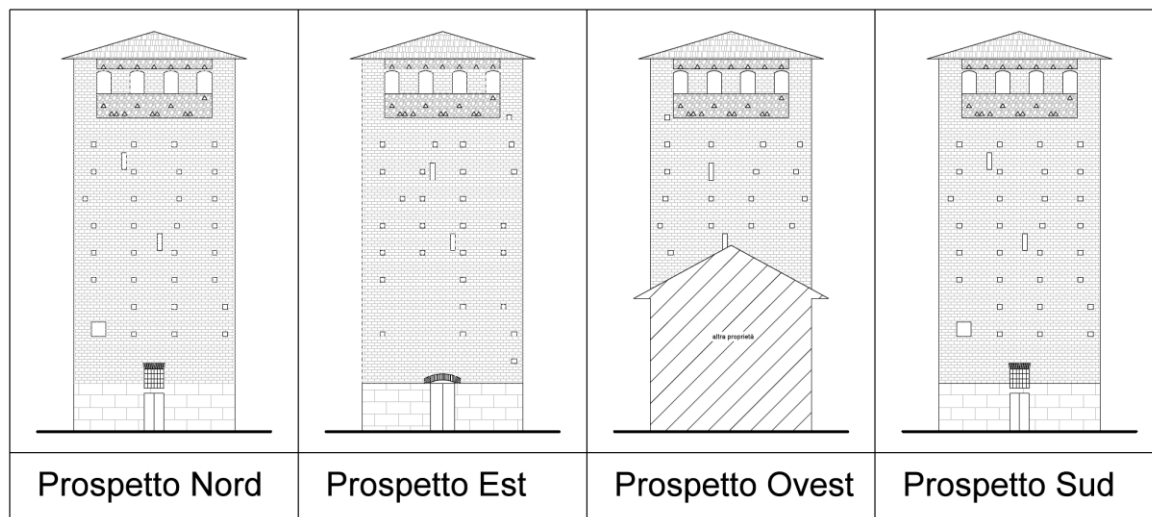 altra proprietà
Prospetto Nord
Prospetto Est
Prospetto Ovest
Prospetto Sud